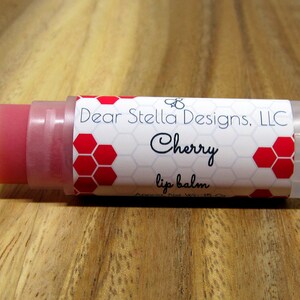 Dear Stella Designs, LLC
Cherry
lip balm